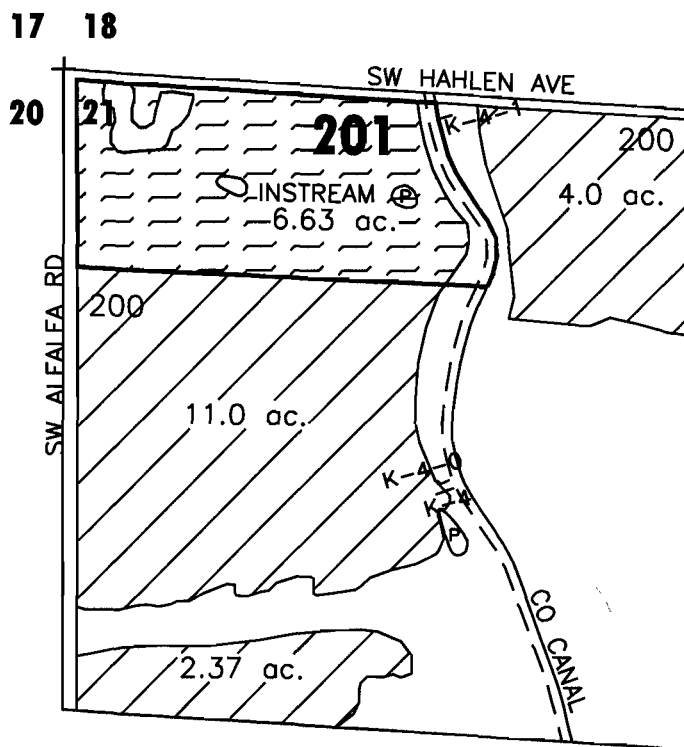 17 18
SW HAHLEN AVE
20 21
201
K-4-1
200
INSTREAM P
6.63 ac.
4.0 ac.
SW ALFALFA RD
200
11.0 ac.
K-4-0
K-4
P
CO CANAL
2.37 ac.